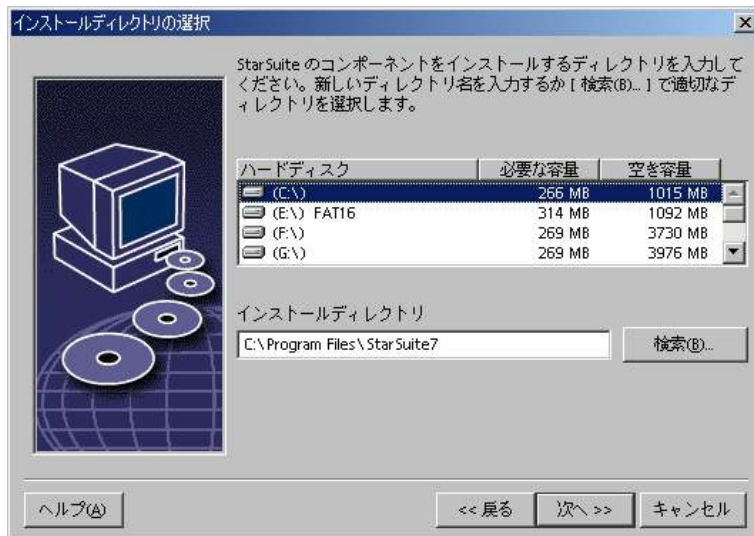 インストールディレクトリの選択
StarSuite のコンポーネントをインストールするディレクトリを入力して
ください。新しいディレクトリ名を入力するか [ 検索(B)... ] で適切なデ
ィレクトリを選択します。
ハードディスク 必要な容量 空き容量
(C:\) 266 MB 1015 MB
(E:\) FAT16 314 MB 1092 MB
(F:\) 269 MB 3730 MB
(G:\) 269 MB 3976 MB
インストールディレクトリ
C:\Program Files\StarSuite7 検索(B)...
ヘルプ(A) << 戻る 次へ >> キャンセル